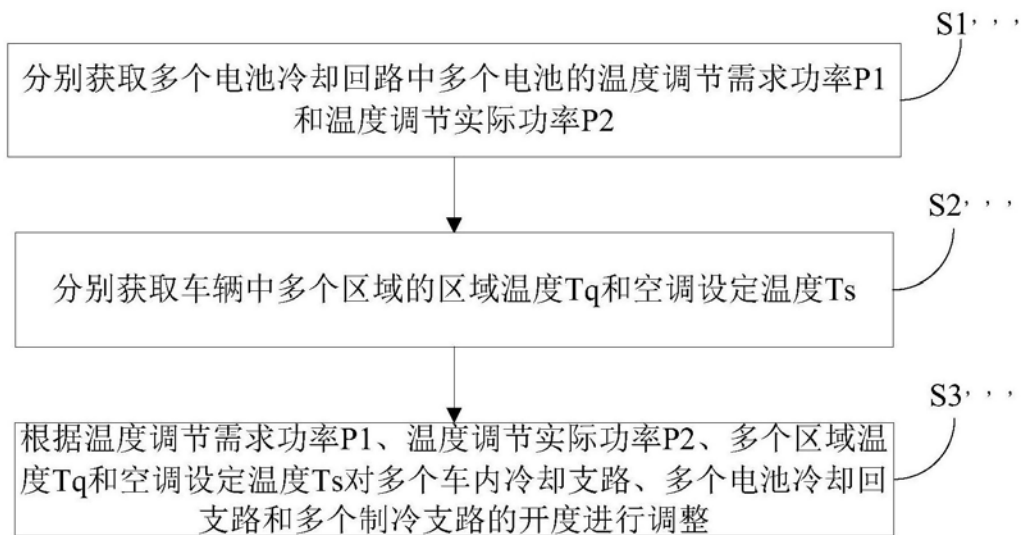 S1，，，
分别获取多个电池冷却回路中多个电池的温度调节需求功率P1
和温度调节实际功率P2
S2，，，
分别获取车辆中多个区域的区域温度Tq和空调设定温度Ts
S3，，，
根据温度调节需求功率P1、温度调节实际功率P2、多个区域温
度Tq和空调设定温度Ts对多个车内冷却支路、多个电池冷却回
支路和多个制冷支路的开度进行调整